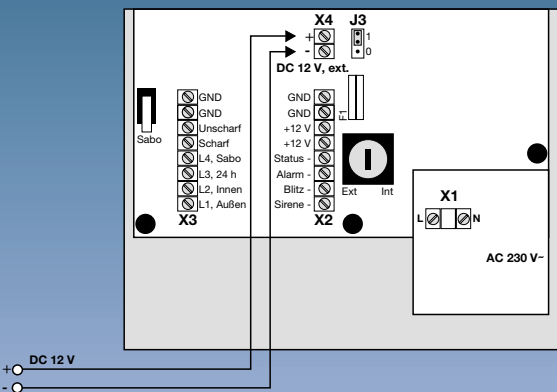 X4 J3
+ 1
- 0
DC 12 V, ext.
F1
Sabo
GND
GND
Unscharf
Scharf
L4, Sabo
L3, 24 h
L2, Innen
L1, Außen
X3
GND
GND
+12 V
+12 V
Status -
Alarm -
Blitz -
Sirene -
X2
Ext Int
X1
L N
AC 230 V~
DC 12 V
+
-